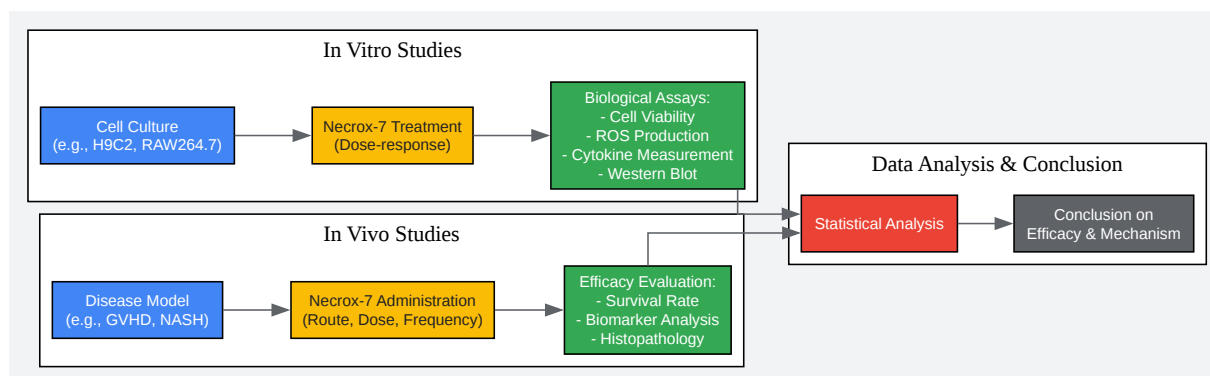 In Vitro Studies
Cell Culture
(e.g., H9C2, RAW264.7)
Necrox-7 Treatment
(Dose-response)
Biological Assays:
- Cell Viability
- ROS Production
- Cytokine Measurement
- Western Blot
In Vivo Studies
Disease Model
(e.g., GVHD, NASH)
Necrox-7 Administration
(Route, Dose, Frequency)
Efficacy Evaluation:
- Survival Rate
- Biomarker Analysis
- Histopathology
Data Analysis & Conclusion
Statistical Analysis
Conclusion on
Efficacy & Mechanism